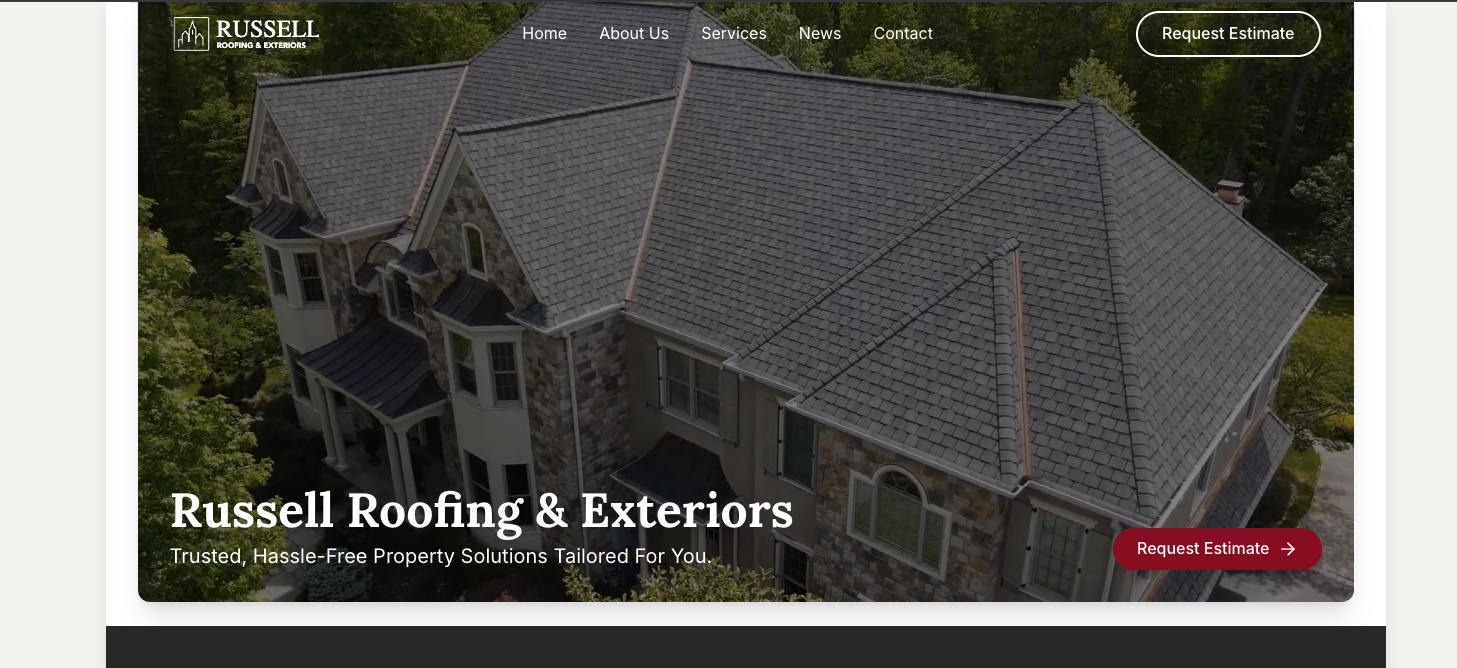 RUSSELL
ROOFING & EXTERIORS
Home About Us Services News Contact
Request Estimate
Russell Roofing & Exteriors
Trusted, Hassle-Free Property Solutions Tailored For You.
Request Estimate